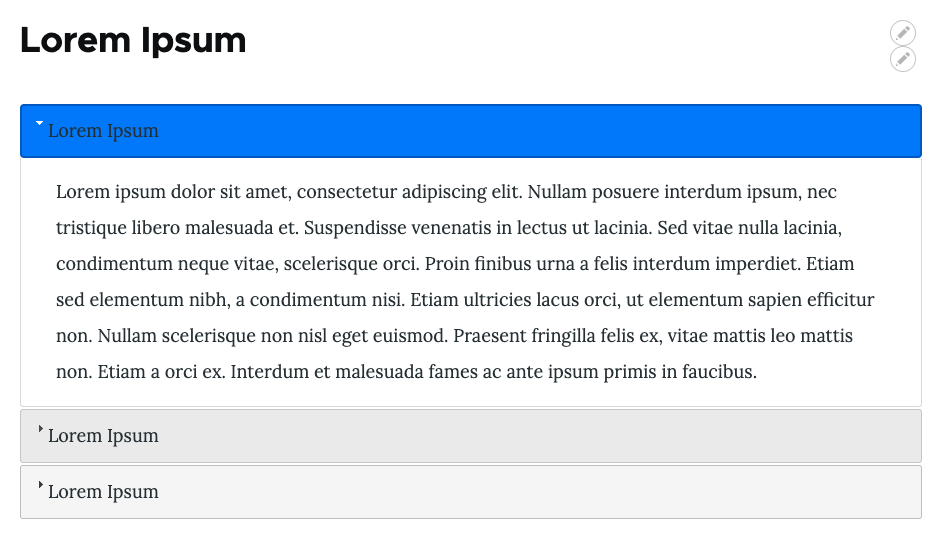 Lorem Ipsum
Lorem Ipsum
Lorem ipsum dolor sit amet, consectetur adipiscing elit. Nullam posuere interdum ipsum, nec
tristique libero malesuada et. Suspendisse venenatis in lectus ut lacinia. Sed vitae nulla lacinia,
condimentum neque vitae, scelerisque orci. Proin finibus urna a felis interdum imperdiet. Etiam
sed elementum nibh, a condimentum nisi. Etiam ultricies lacus orci, ut elementum sapien efficitur
non. Nullam scelerisque non nisl eget euismod. Praesent fringilla felis ex, vitae mattis leo mattis
non. Etiam a orci ex. Interdum et malesuada fames ac ante ipsum primis in faucibus.
Lorem Ipsum
Lorem Ipsum